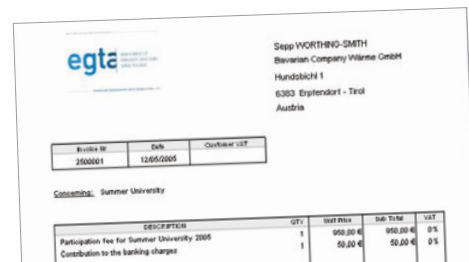 egta
Sepp WORTHING-SMITH
Bavarian Company Wärme GmbH
Hundsbichl 1
6383 Erpfendorf - Tirol
Austria
Invoice Nr Date Customer VAT
2500001 12/05/2005
Concerning: Summer University
DESCRIPTION QTY Unit Price Sub Total VAT
Participation fee for Summer University 2005 1 950,00 € 950,00 € 0%
Contribution to the banking charges 1 50,00 € 50,00 € 0%